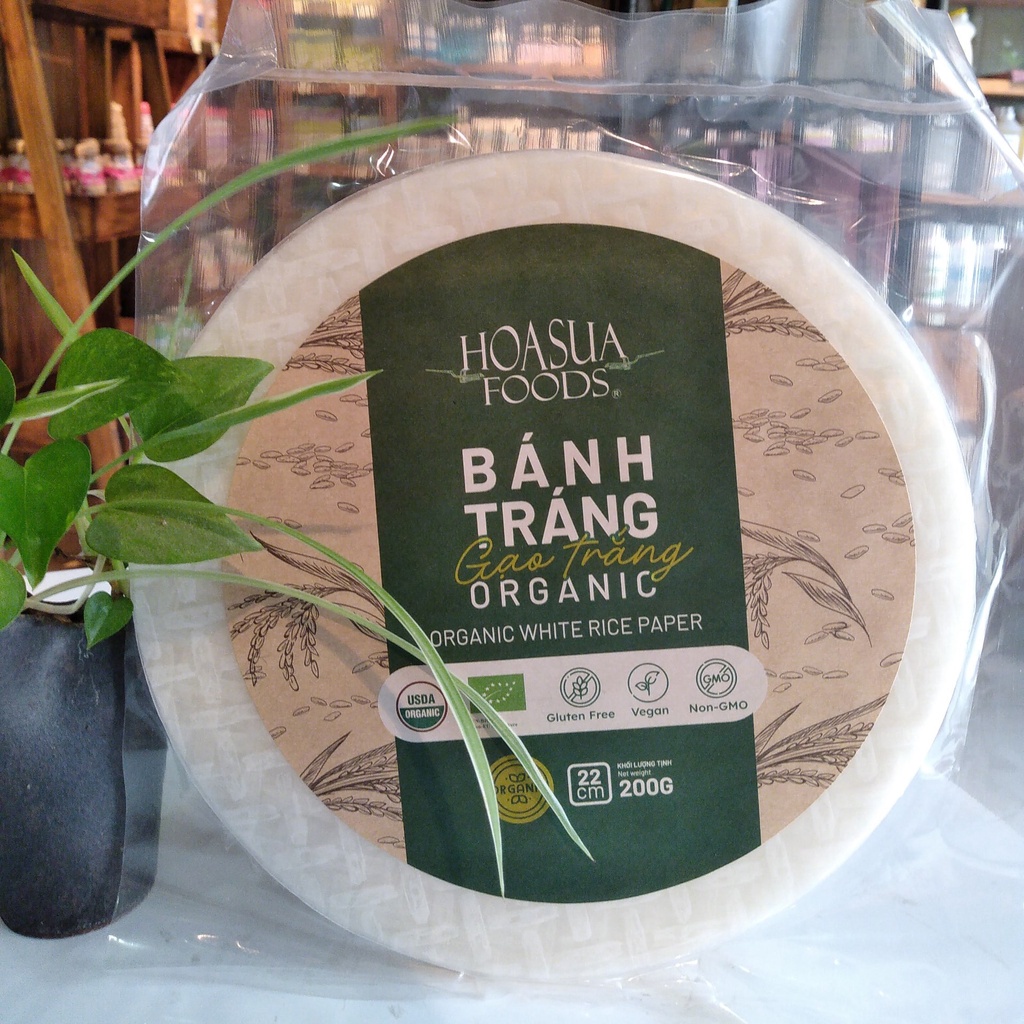 HOASUA
FOODS®
BÁNH
TRÁNG
Gạo trắng
ORGANIC
ORGANIC WHITE RICE PAPER
USDA
ORGANIC
Gluten Free
Vegan
GMO
Non-GMO
ORGANI
22
cm
KHỐI LƯỢNG TỊNH
Net weight
200G